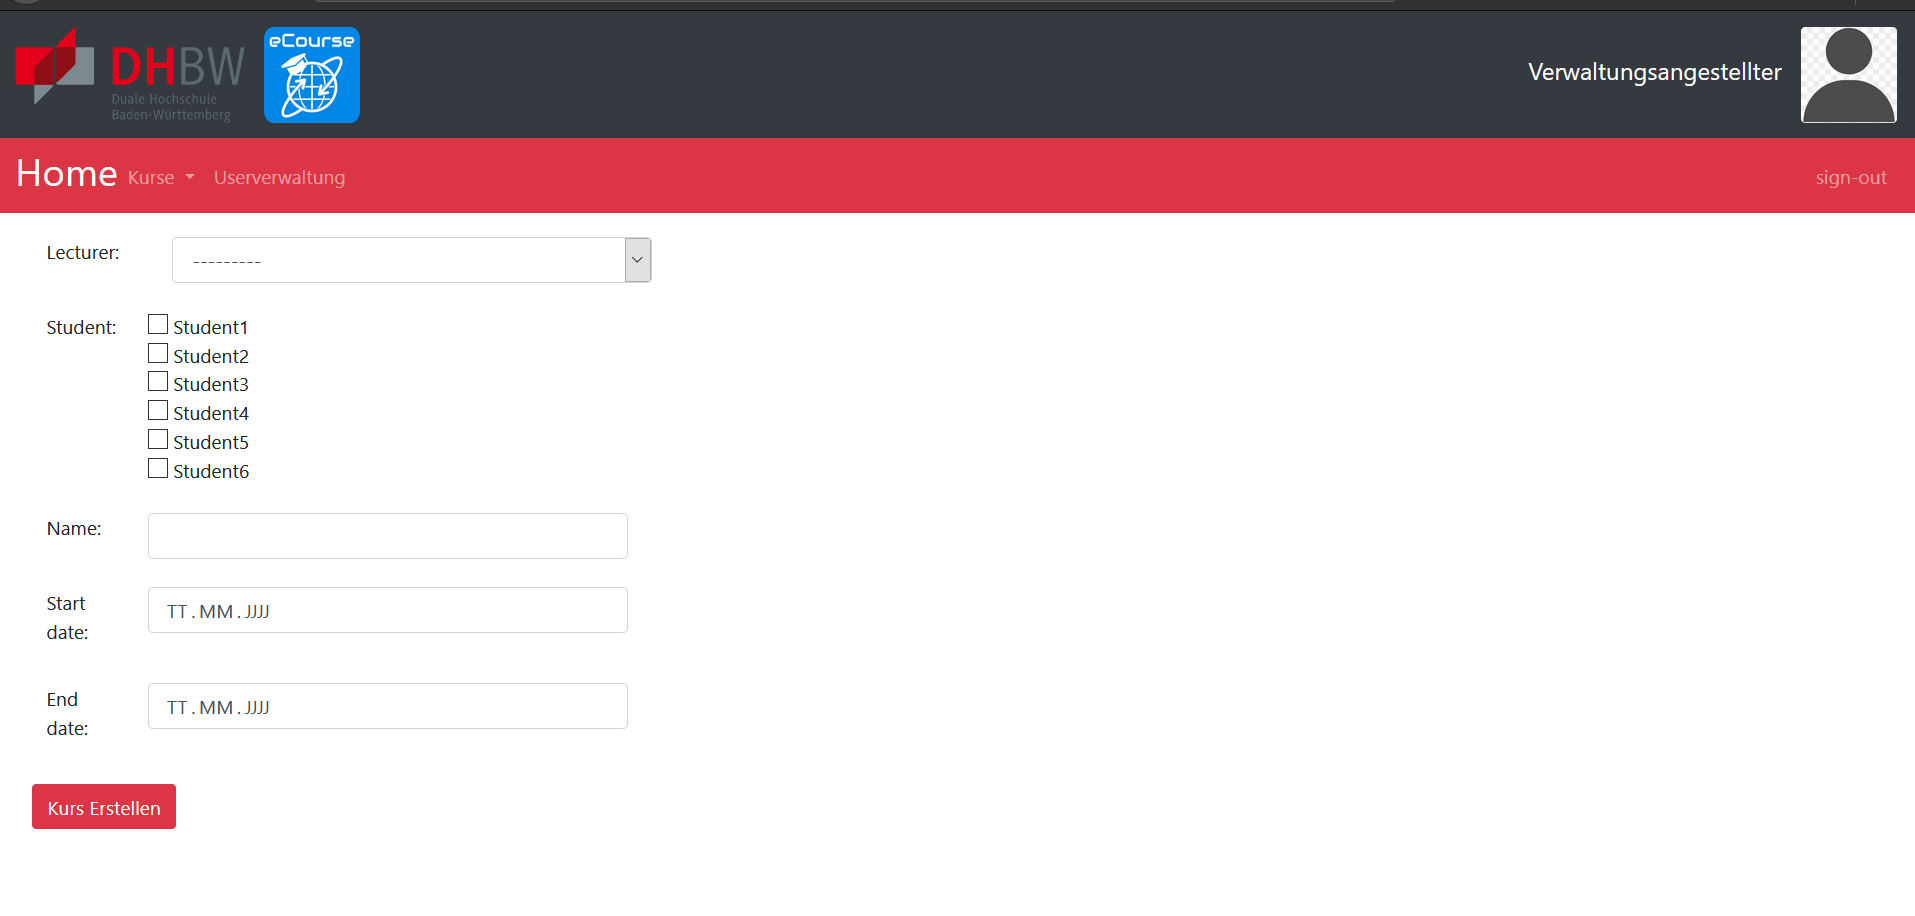 DHBW
Duale Hochschule
Baden-Württemberg
eCourse
Verwaltungsangestellter
Home Kurse Userverwaltung sign-out
Lecturer: ---------
Student: Student1
Student2
Student3
Student4
Student5
Student6
Name:
Start date: TT.MM.JJJJ
End date: TT.MM.JJJJ
Kurs Erstellen